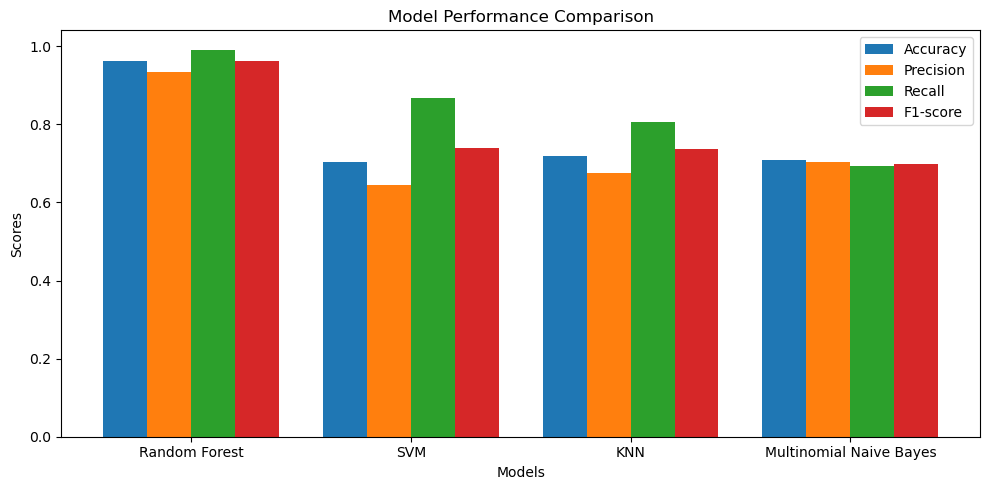 Model Performance Comparison
Accuracy
Precision
Recall
F1-score
1.0
0.8
0.6
0.4
0.2
0.0
Scores
Random Forest
SVM
KNN
Multinomial Naive Bayes
Models